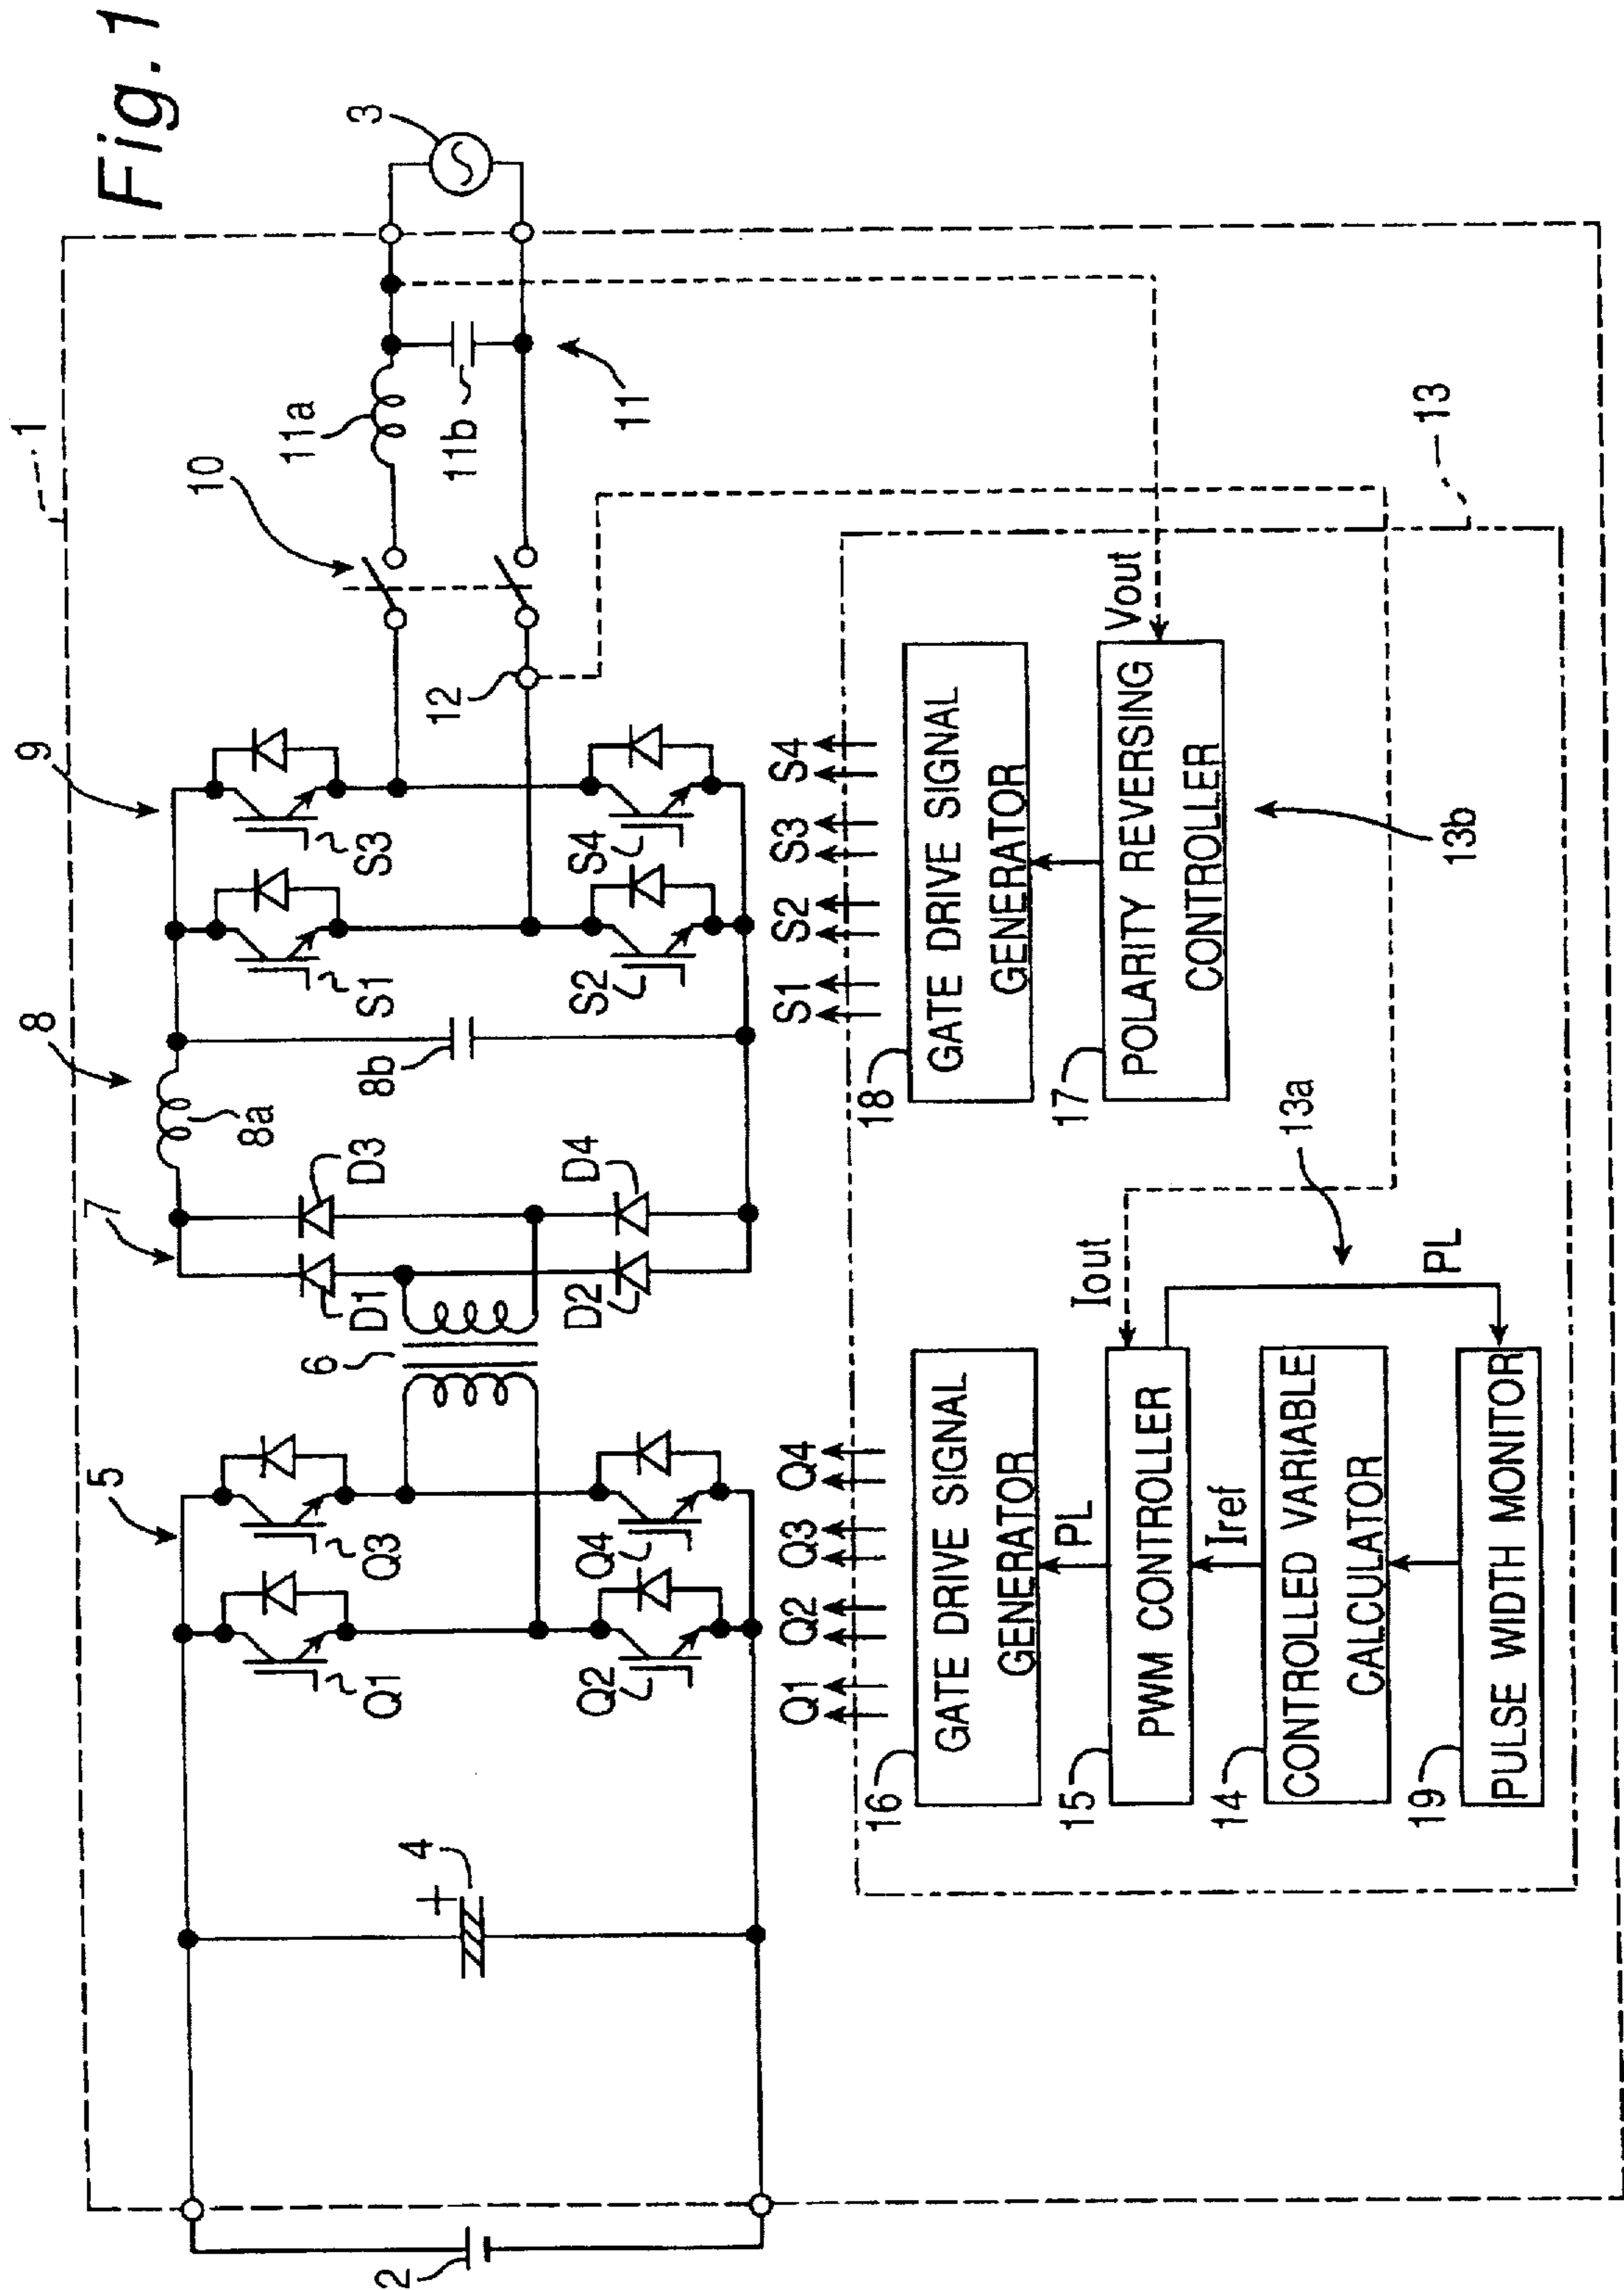 Fig. 1
1
3
10
11a
11b
11
9
12
S3
S4
S1
S2
8
8a
8b
7
D3
D4
D1
D2
6
5
Q3
Q4
Q1
Q2
4
+
2
13
Q1 Q2 Q3 Q4
S1 S2 S3 S4
16
GATE DRIVE SIGNAL
GENERATOR
PL
Iout
15
PWM CONTROLLER
Iref
14
CONTROLLED VARIABLE
CALCULATOR
PL
19
PULSE WIDTH MONITOR
13a
18
GATE DRIVE SIGNAL
GENERATOR
Vout
17
POLARITY REVERSING
CONTROLLER
13b